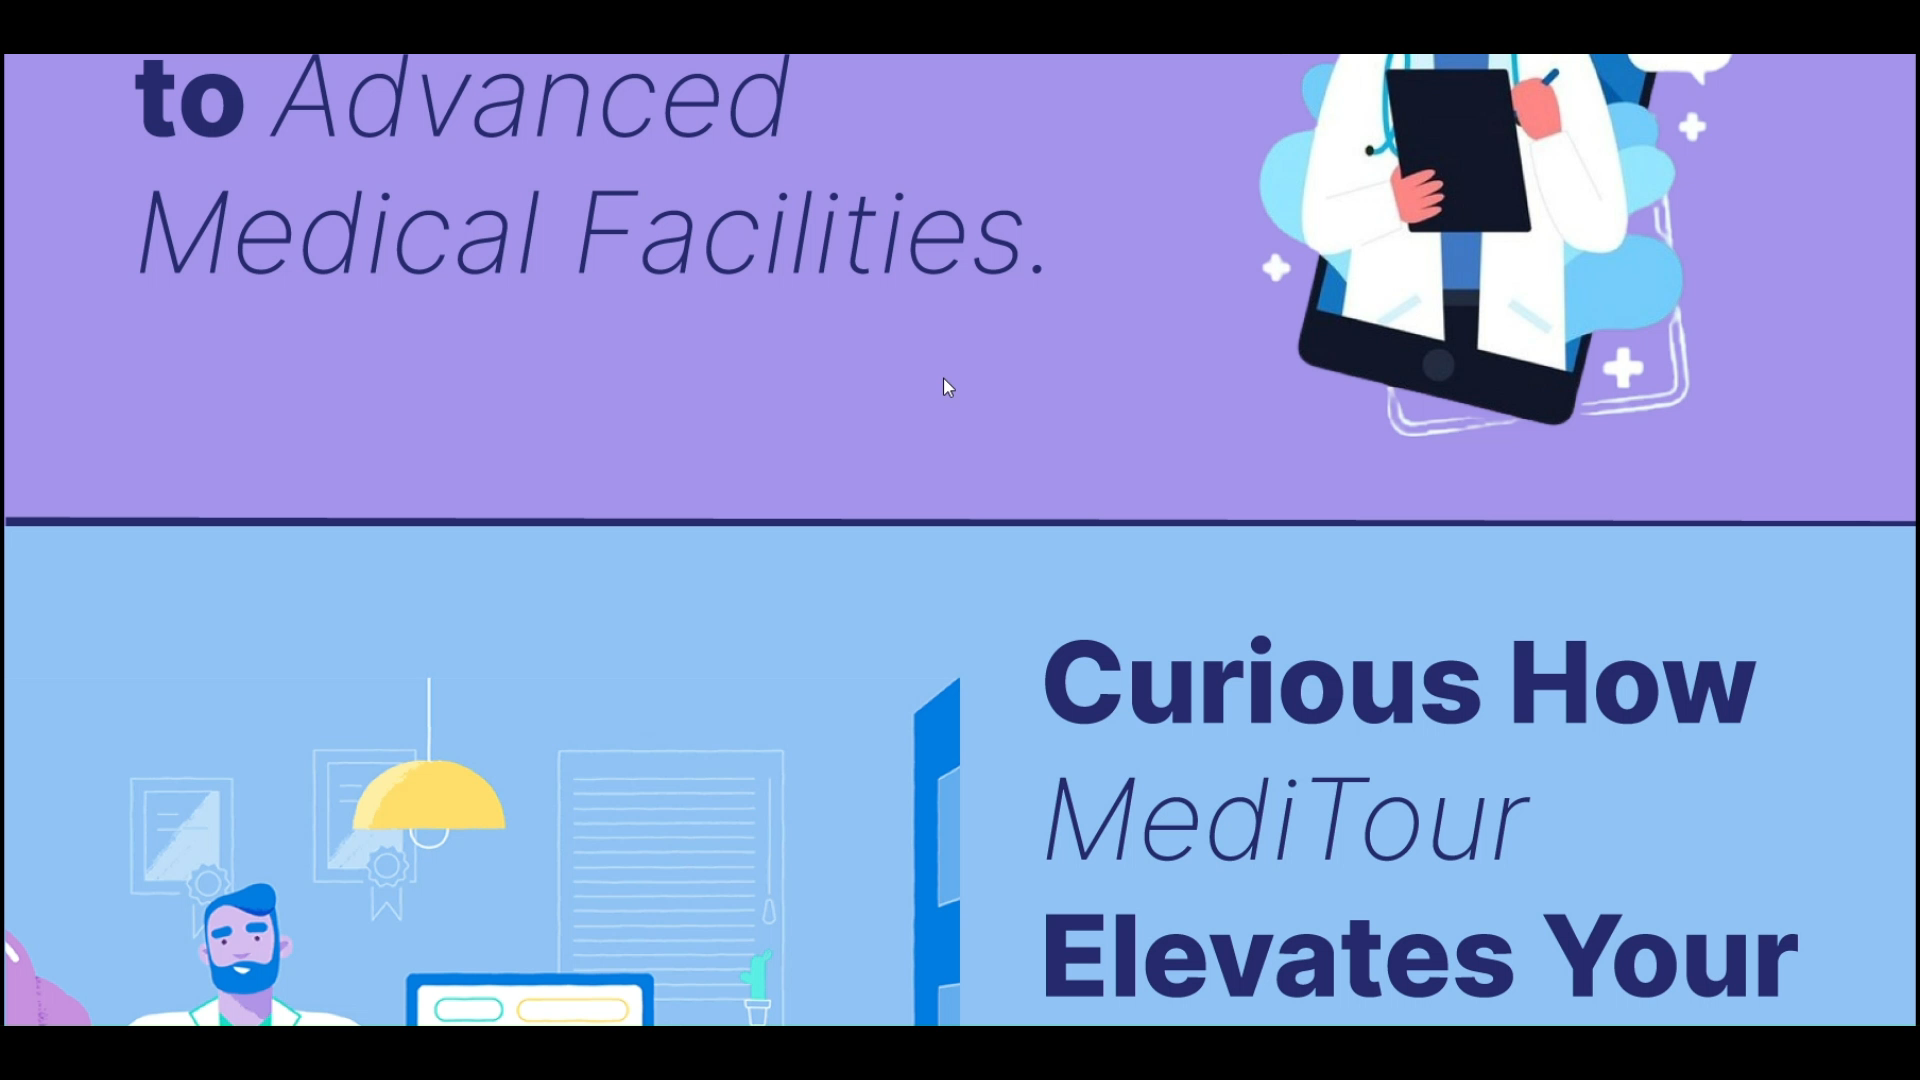 to Advanced
Medical Facilities.
Curious How
MediTour
Elevates Your